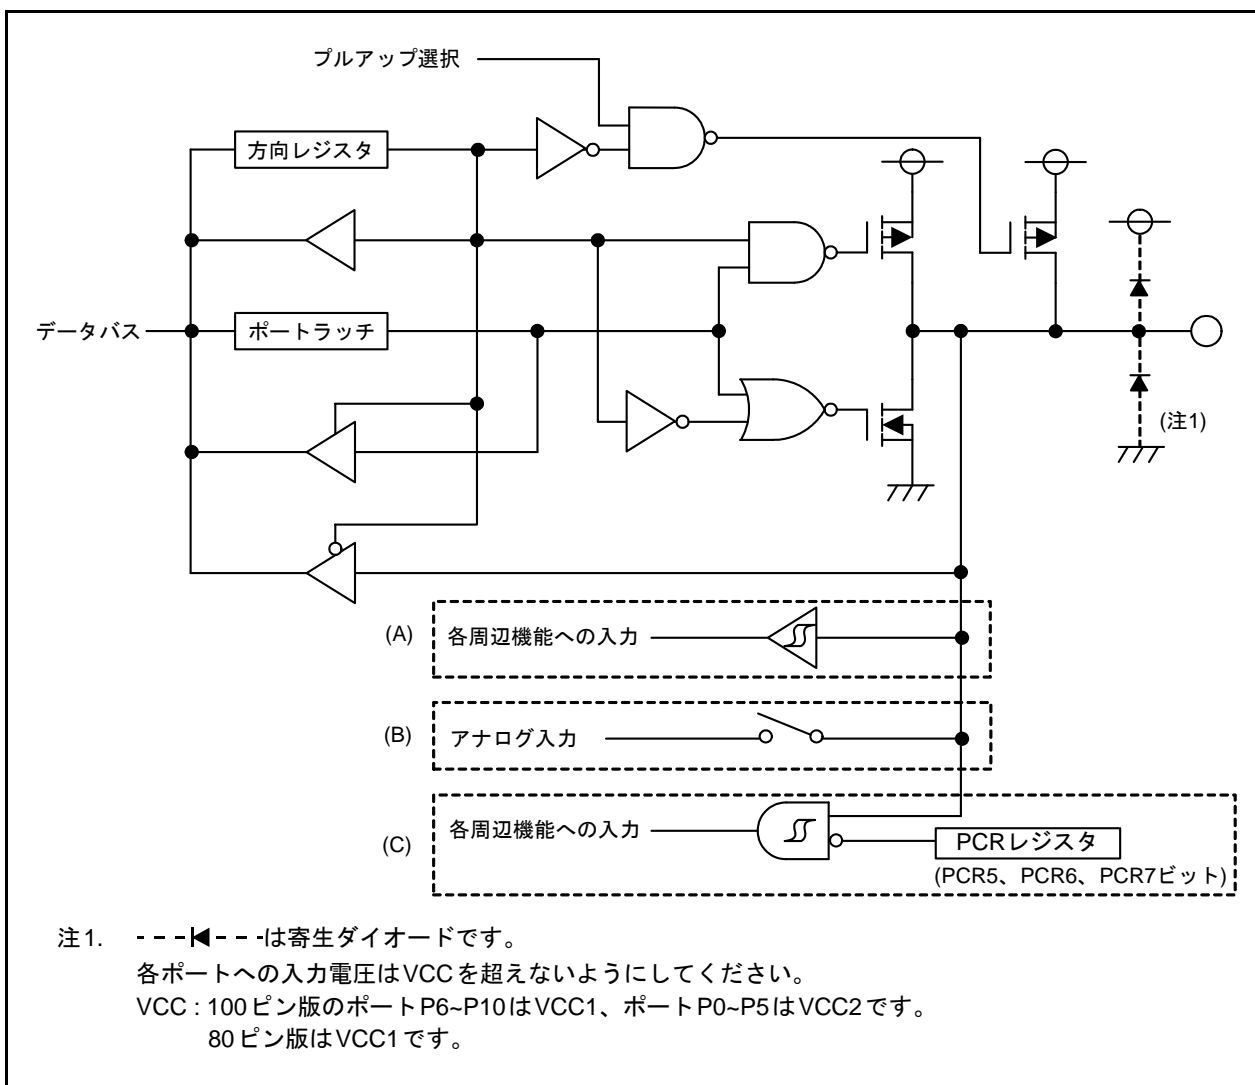 プルアップ選択
方向レジスタ
データバス
ポートラッチ
(注1)
(A)
各周辺機能への入力
(B)
アナログ入力
(C)
各周辺機能への入力
PCRレジスタ
(PCR5、PCR6、PCR7ビット)
注1. は寄生ダイオードです。
各ポートへの入力電圧はVCCを超えないようにしてください。
VCC : 100ピン版のポートP6~P10はVCC1、ポートP0~P5はVCC2です。
80ピン版はVCC1です。